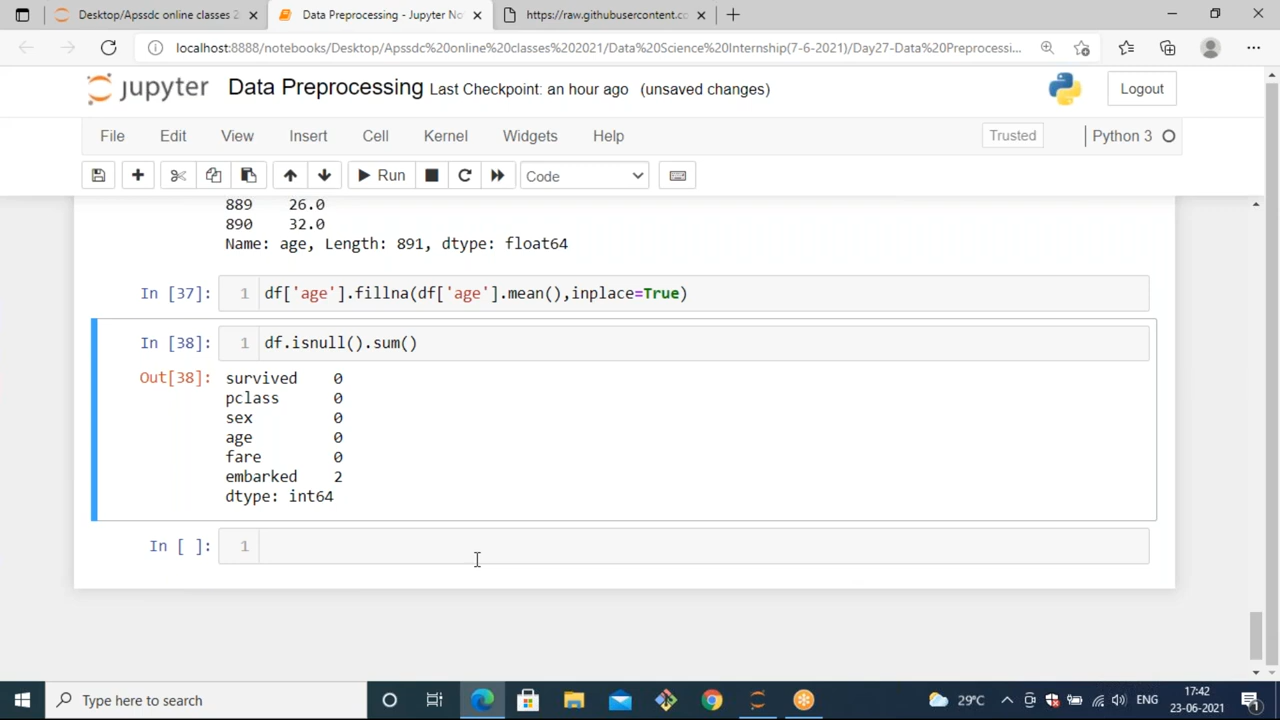 Desktop/Apssdc online classes 2
Data Preprocessing - Jupyter No
https://raw.githubusercontent.co
localhost:8888/notebooks/Desktop/Apssdc%20online%20classes%202021/Data%20Science%20Internship(7-6-2021)/Day27-Data%20Preprocessi...
jupyter Data Preprocessing Last Checkpoint: an hour ago (unsaved changes) Logout
File Edit View Insert Cell Kernel Widgets Help Trusted Python 3
Run Code
889 26.0
890 32.0
Name: age, Length: 891, dtype: float64
In [37]: 1 df['age'].fillna(df['age'].mean(),inplace=True)
In [38]: 1 df.isnull().sum()
Out[38]: survived 0
pclass 0
sex 0
age 0
fare 0
embarked 2
dtype: int64
In [ ]: 1
Type here to search
29°C
ENG
17:42
23-06-2021
1